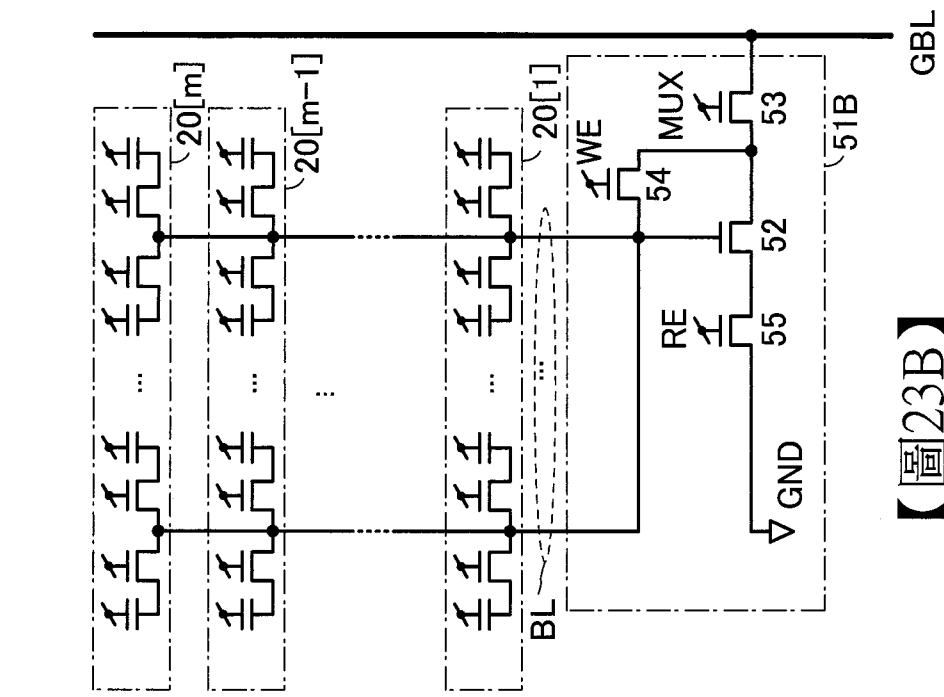 GBL
20[m]
20[m-1]
20[1]
MUX
53
WE
54
51B
52
RE
55
BL
GND
...
...
...
...
...
【圖23B】